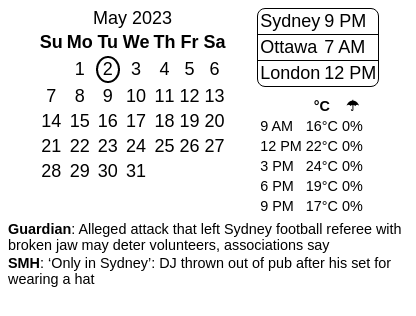 May 2023
Su Mo Tu We Th Fr Sa
1 2 3 4 5 6
7 8 9 10 11 12 13
14 15 16 17 18 19 20
21 22 23 24 25 26 27
28 29 30 31
Sydney 9 PM
Ottawa 7 AM
London 12 PM
°C ☂
9 AM 16°C 0%
12 PM 22°C 0%
3 PM 24°C 0%
6 PM 19°C 0%
9 PM 17°C 0%
Guardian: Alleged attack that left Sydney football referee with
broken jaw may deter volunteers, associations say
SMH: ‘Only in Sydney’: DJ thrown out of pub after his set for
wearing a hat